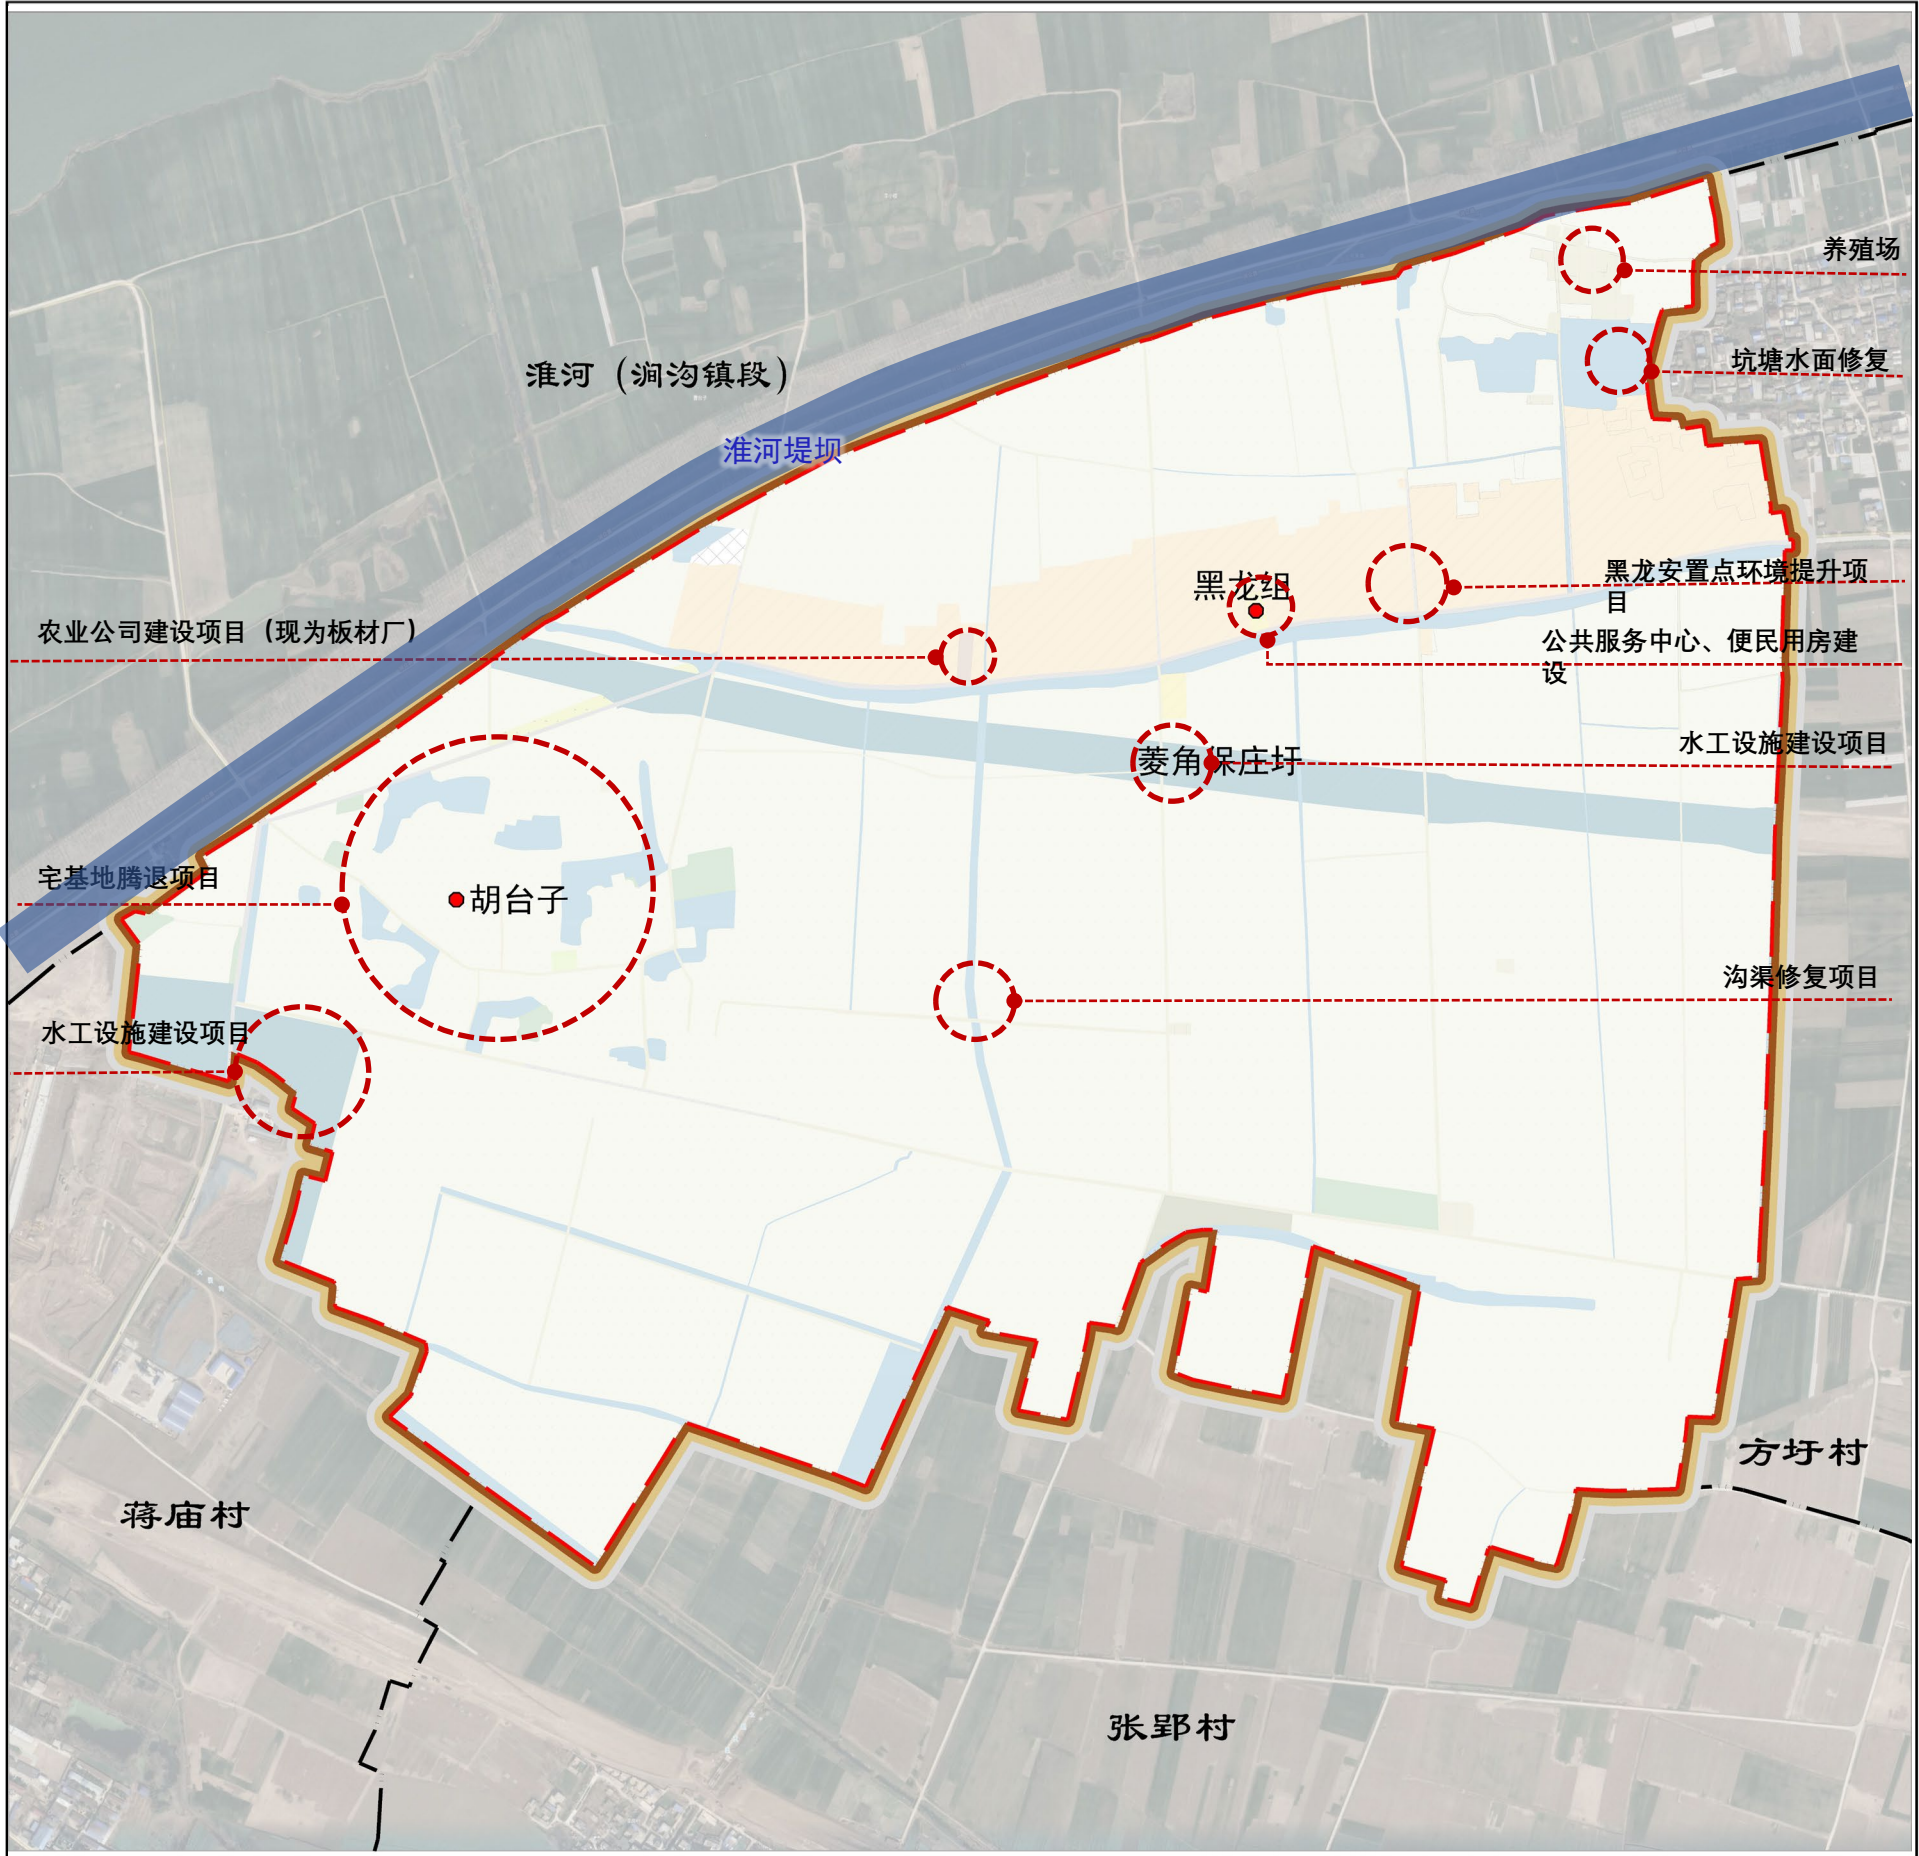 养殖场
坑塘水面修复
淮河（涧沟镇段）
淮河堤坝
黑龙安置点环境提升项
目
黑龙组
农业公司建设项目（现为板材厂）
公共服务中心、便民用房建
设
水工设施建设项目
菱角保庄圩
宅基地腾退项目
胡台子
沟渠修复项目
水工设施建设项目
方圩村
蒋庙村
张郢村